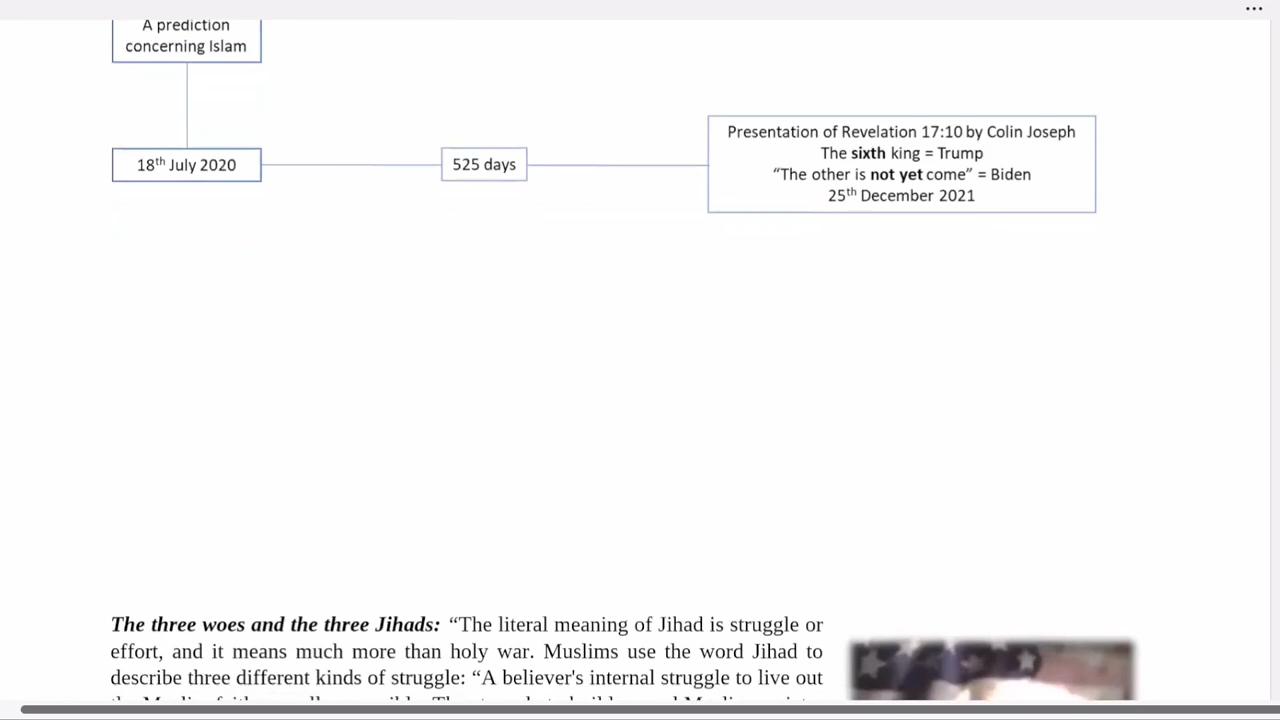 A prediction
concerning Islam
18th July 2020
525 days
Presentation of Revelation 17:10 by Colin Joseph
The sixth king = Trump
“The other is not yet come” = Biden
25th December 2021
The three woes and the three Jihads: “The literal meaning of Jihad is struggle or
effort, and it means much more than holy war. Muslims use the word Jihad to
describe three different kinds of struggle: “A believer's internal struggle to live out